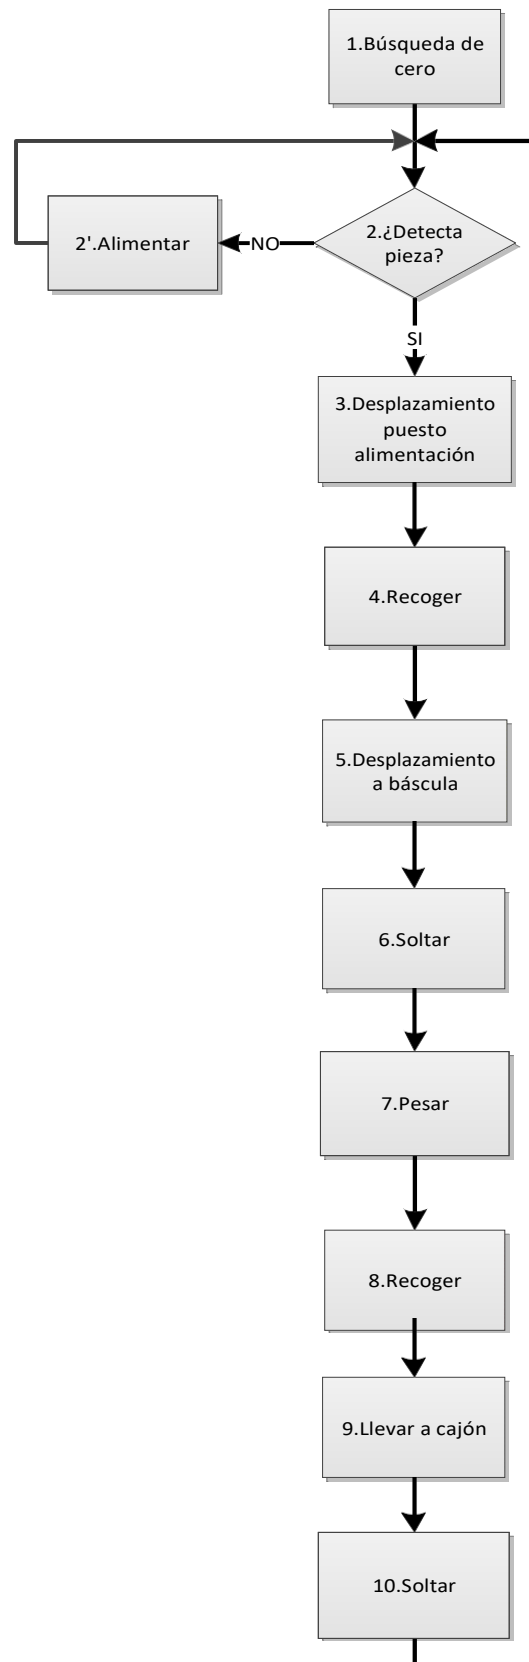 1.Búsqueda de
cero
2.¿Detecta
pieza?
NO
2'.Alimentar
SI
3.Desplazamiento
puesto
alimentación
4.Recoger
5.Desplazamiento
a báscula
6.Soltar
7.Pesar
8.Recoger
9.Llevar a cajón
10.Soltar